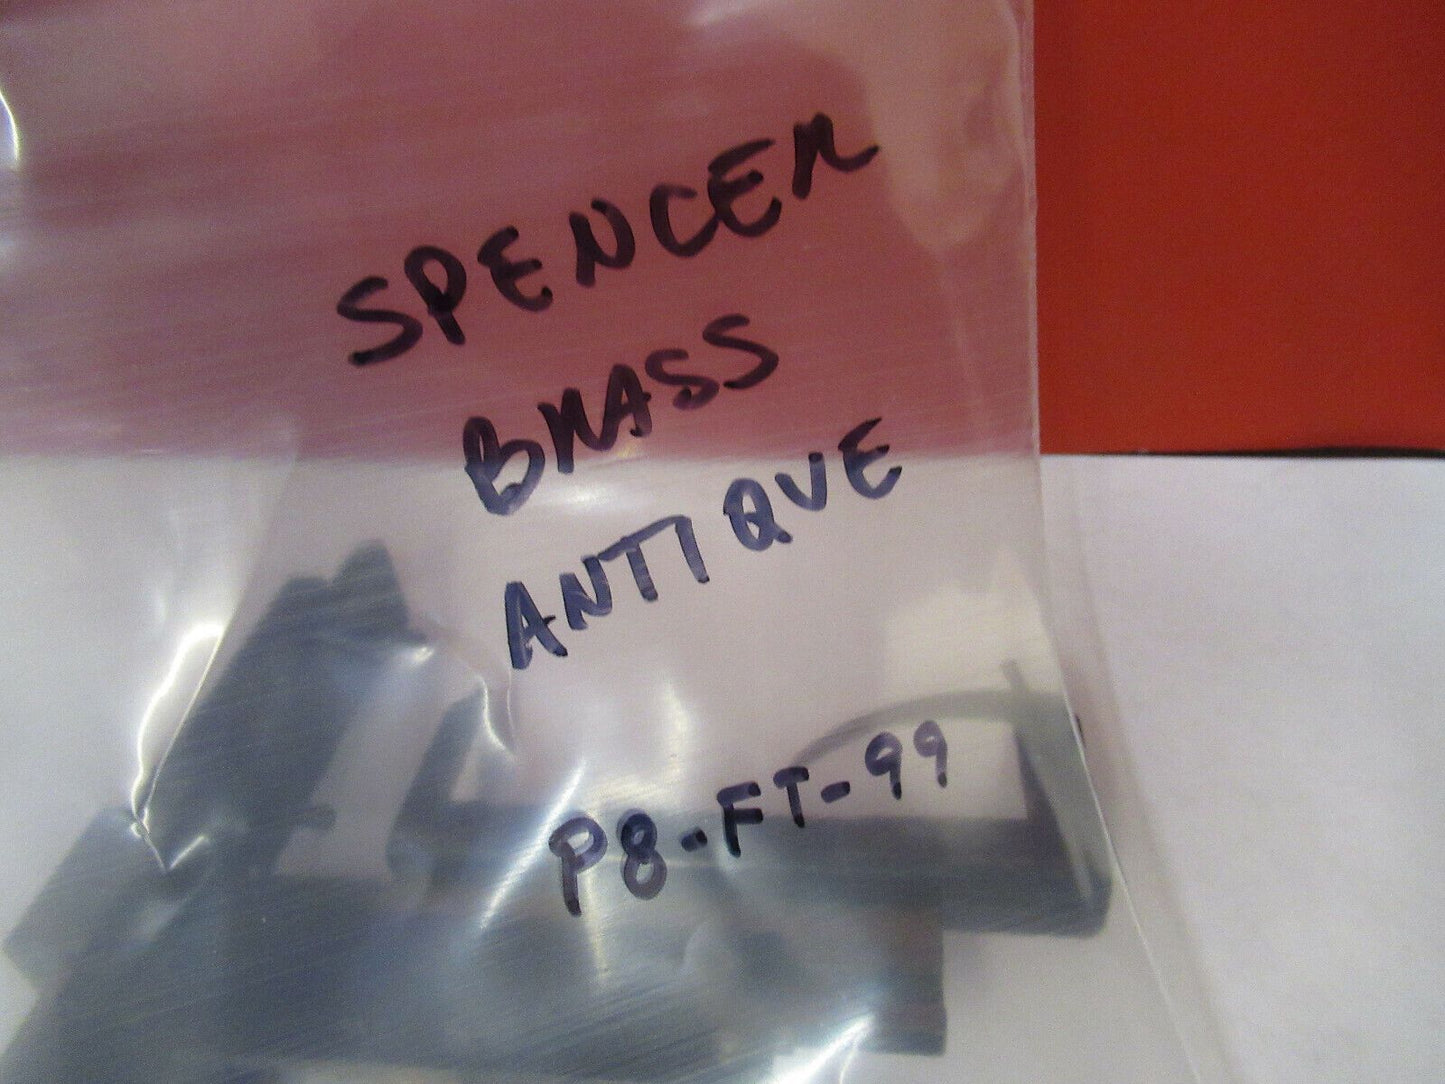 SPENCER
BRASS
ANTIQUE
P8-FT-99